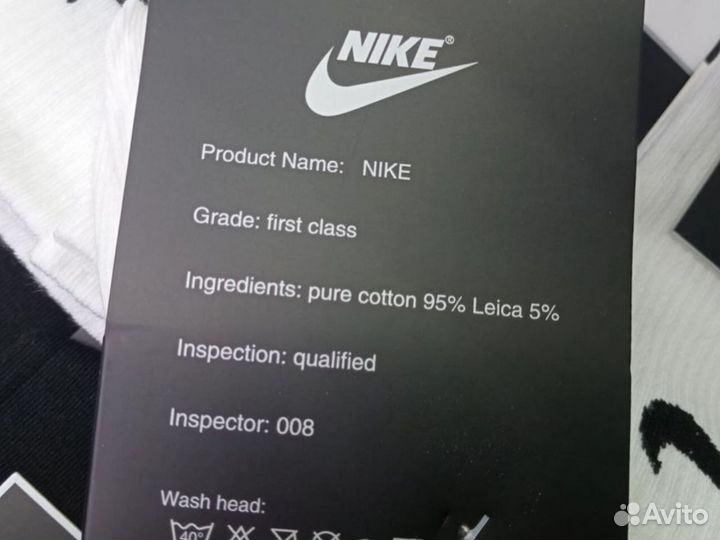 NIKE®
Product Name: NIKE
Grade: first class
Ingredients: pure cotton 95% Leica 5%
Inspection: qualified
Inspector: 008
Wash head:
40°
Avito